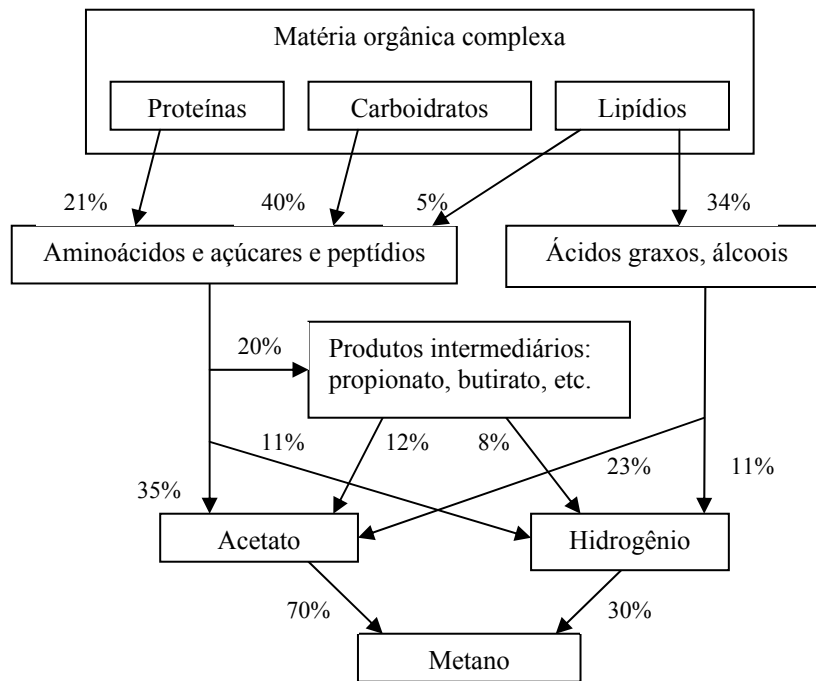 Matéria orgânica complexa
Proteínas
Carboidratos
Lipídios
21%
40%
5%
34%
Aminoácidos e açúcares e peptídios
Ácidos graxos, álcoois
20%
Produtos intermediários:
propionato, butirato, etc.
11%
12%
8%
23%
11%
35%
Acetato
Hidrogênio
70%
30%
Metano